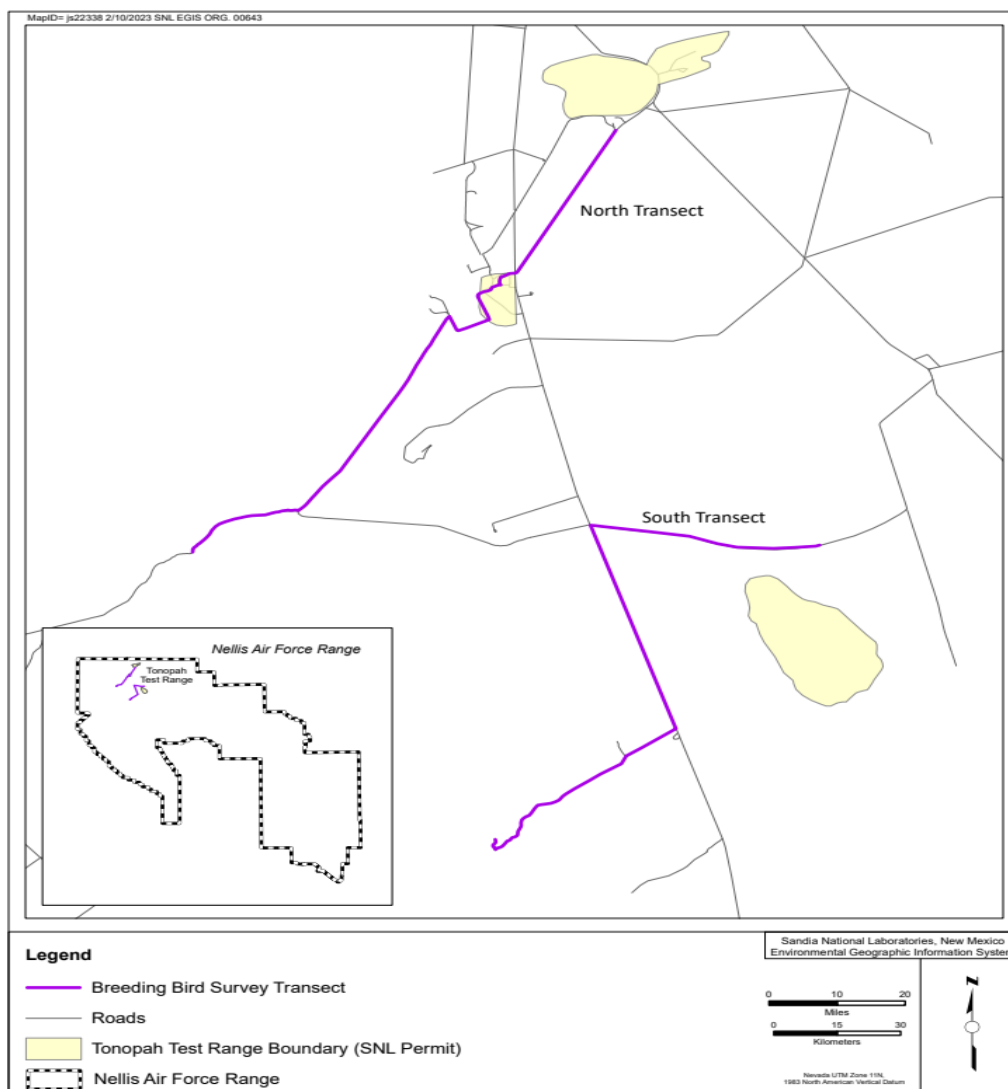 MapID= js22338 2/10/2023 SNL EGIS ORG. 00643
North Transect
South Transect
Nellis Air Force Range
Tonopah
Test Range
Legend
Breeding Bird Survey Transect
Roads
Tonopah Test Range Boundary (SNL Permit)
Nellis Air Force Range
Sandia National Laboratories, New Mexico
Environmental Geographic Information System
0 10 20
Miles
0 15 30
Kilometers
Nevada UTM Zone 11N,
1983 North American Vertical Datum
N